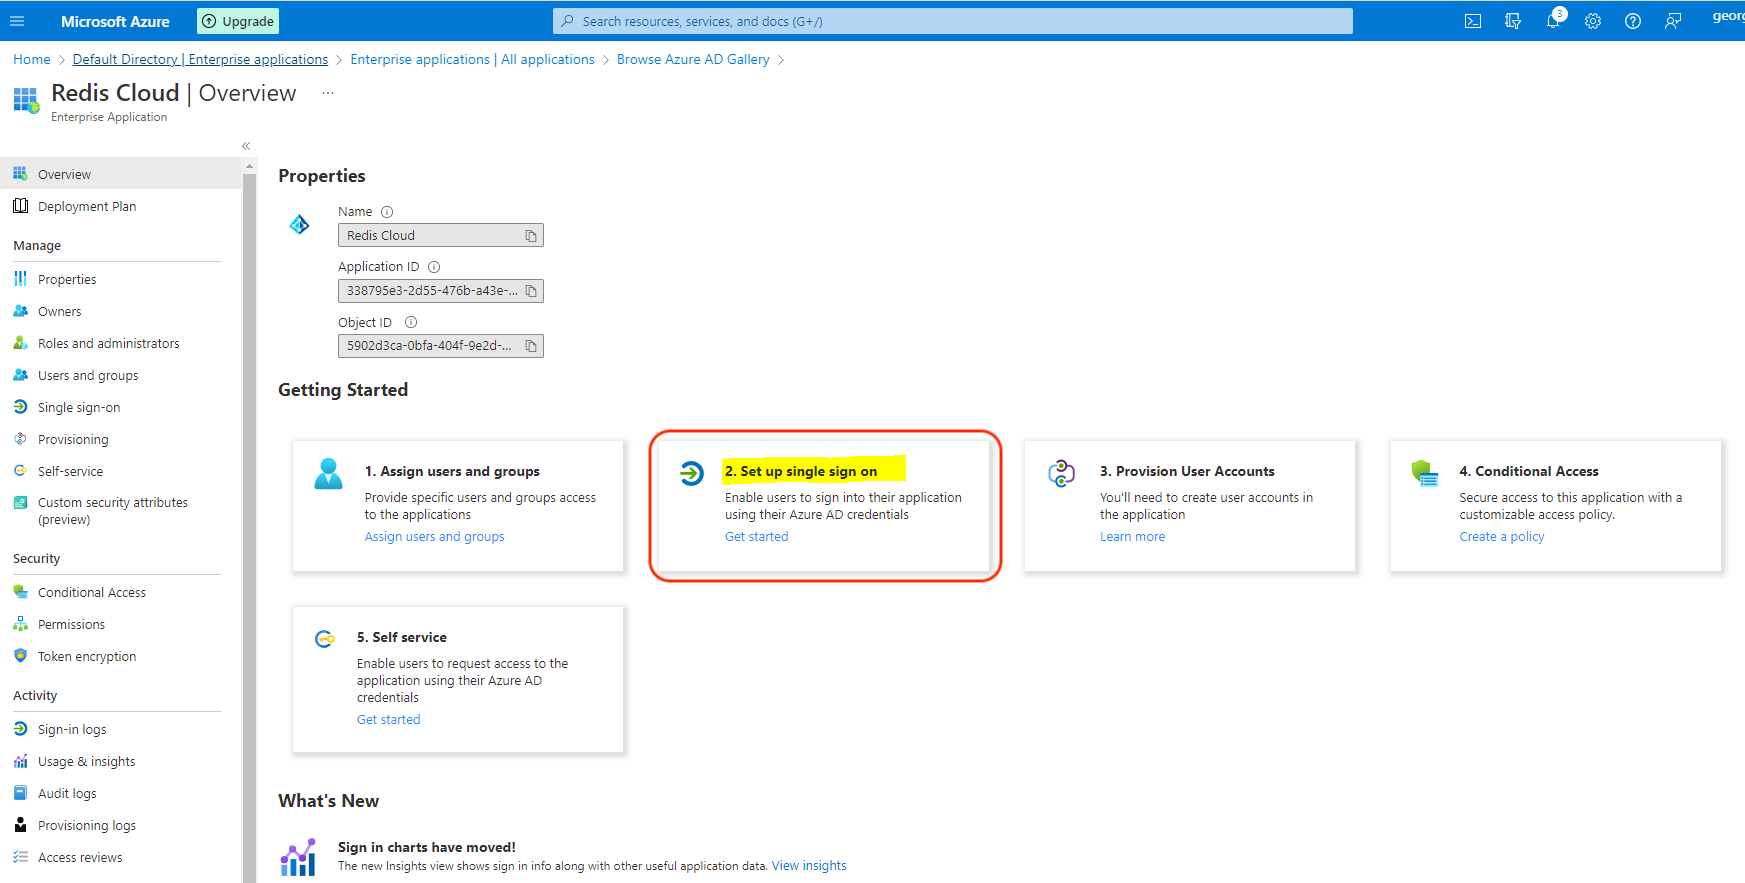 Microsoft Azure
Upgrade
Search resources, services, and docs (G+/)
3
georg
Home > Default Directory | Enterprise applications > Enterprise applications | All applications > Browse Azure AD Gallery >
Redis Cloud | Overview ...
Enterprise Application
«
Overview
Deployment Plan
Manage
Properties
Owners
Roles and administrators
Users and groups
Single sign-on
Provisioning
Self-service
Custom security attributes
(preview)
Security
Conditional Access
Permissions
Token encryption
Activity
Sign-in logs
Usage & insights
Audit logs
Provisioning logs
Access reviews
Properties
Name
Redis Cloud
Application ID
338795e3-2d55-476b-a43e-...
Object ID
5902d3ca-0bfa-404f-9e2d-...
Getting Started
1. Assign users and groups
Provide specific users and groups access
to the applications
Assign users and groups
2. Set up single sign on
Enable users to sign into their application
using their Azure AD credentials
Get started
3. Provision User Accounts
You'll need to create user accounts in
the application
Learn more
4. Conditional Access
Secure access to this application with a
customizable access policy.
Create a policy
5. Self service
Enable users to request access to the
application using their Azure AD
credentials
Get started
What's New
Sign in charts have moved!
The new Insights view shows sign in info along with other useful application data. View insights